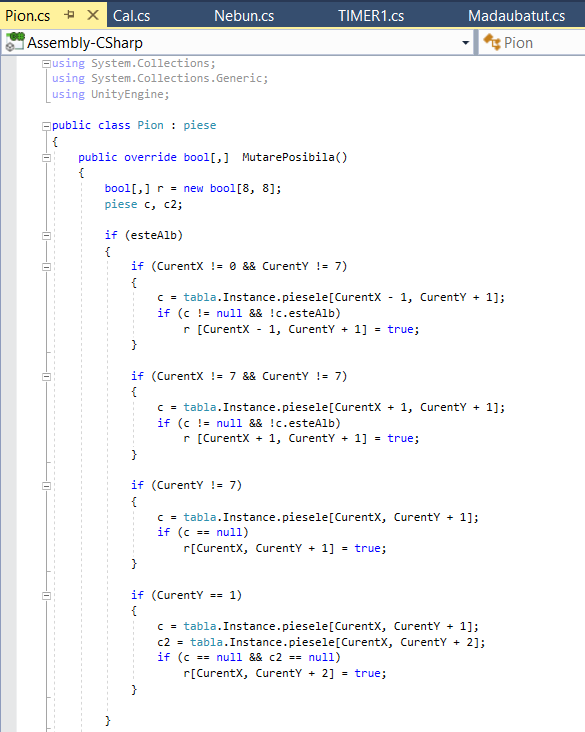 Pion.cs Cal.cs Nebun.cs TIMER1.cs Madaubatut.cs
Assembly-CSharp Pion
using System.Collections;
using System.Collections.Generic;
using UnityEngine;
public class Pion : piese
{
public override bool[,]  MutarePosibila()
{
bool[,] r = new bool[8, 8];
piese c, c2;
if (esteAlb)
{
if (CurentX != 0 && CurentY != 7)
{
c = tabla.Instance.piesele[CurentX - 1, CurentY + 1];
if (c != null && !c.esteAlb)
r [CurentX - 1, CurentY + 1] = true;
}
if (CurentX != 7 && CurentY != 7)
{
c = tabla.Instance.piesele[CurentX + 1, CurentY + 1];
if (c != null && !c.esteAlb)
r [CurentX + 1, CurentY + 1] = true;
}
if (CurentY != 7)
{
c = tabla.Instance.piesele[CurentX, CurentY + 1];
if (c == null)
r[CurentX, CurentY + 1] = true;
}
if (CurentY == 1)
{
c = tabla.Instance.piesele[CurentX, CurentY + 1];
c2 = tabla.Instance.piesele[CurentX, CurentY + 2];
if (c == null && c2 == null)
r[CurentX, CurentY + 2] = true;
}
}